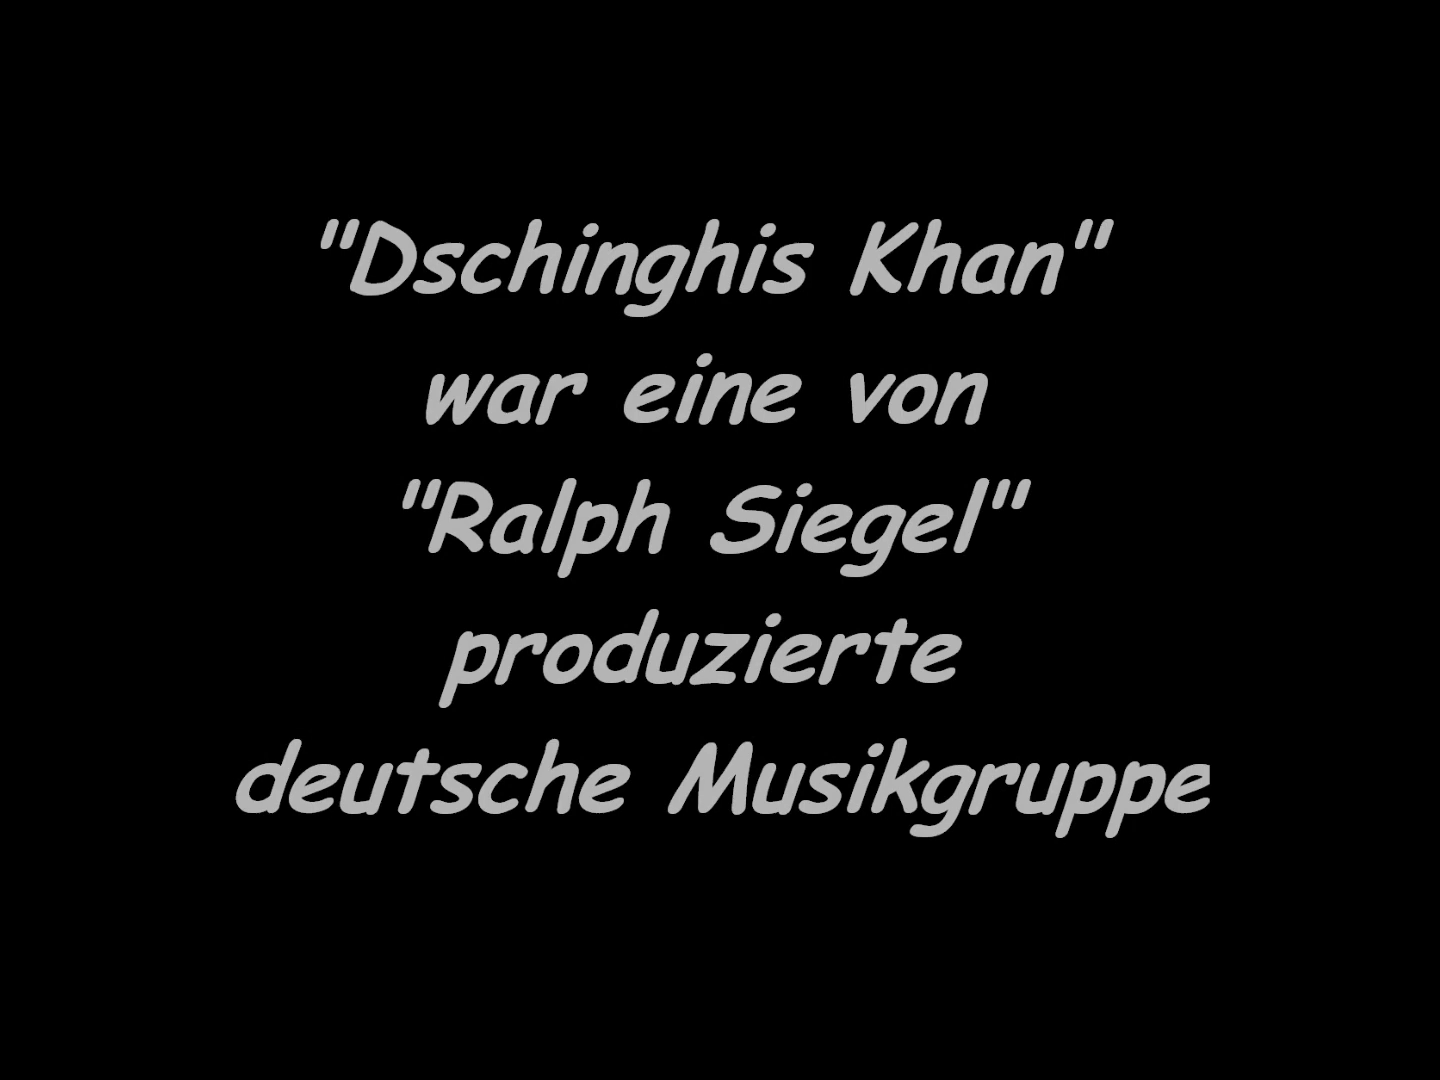 "Dschinghis Khan"
war eine von
"Ralph Siegel"
produzierte
deutsche Musikgruppe